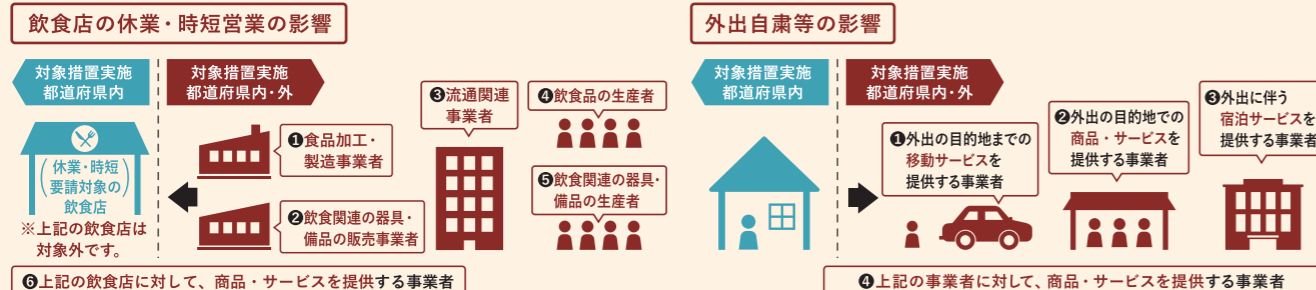 飲食店の休業・時短営業の影響
対象措置実施
都道府県内
対象措置実施
都道府県内・外
休業・時短
要請対象の
飲食店
※上記の飲食店は
対象外です。
❶食品加工・
製造事業者
❷飲食関連の器具・
備品の販売事業者
❸流通関連
事業者
❹飲食品の生産者
❺飲食関連の器具・
備品の生産者
❻上記の飲食店に対して、商品・サービスを提供する事業者
外出自粛等の影響
対象措置実施
都道府県内
対象措置実施
都道府県内・外
❶外出の目的地までの
移動サービスを
提供する事業者
❷外出の目的地での
商品・サービスを
提供する事業者
❸外出に伴う
宿泊サービスを
提供する事業者
❹上記の事業者に対して、商品・サービスを提供する事業者